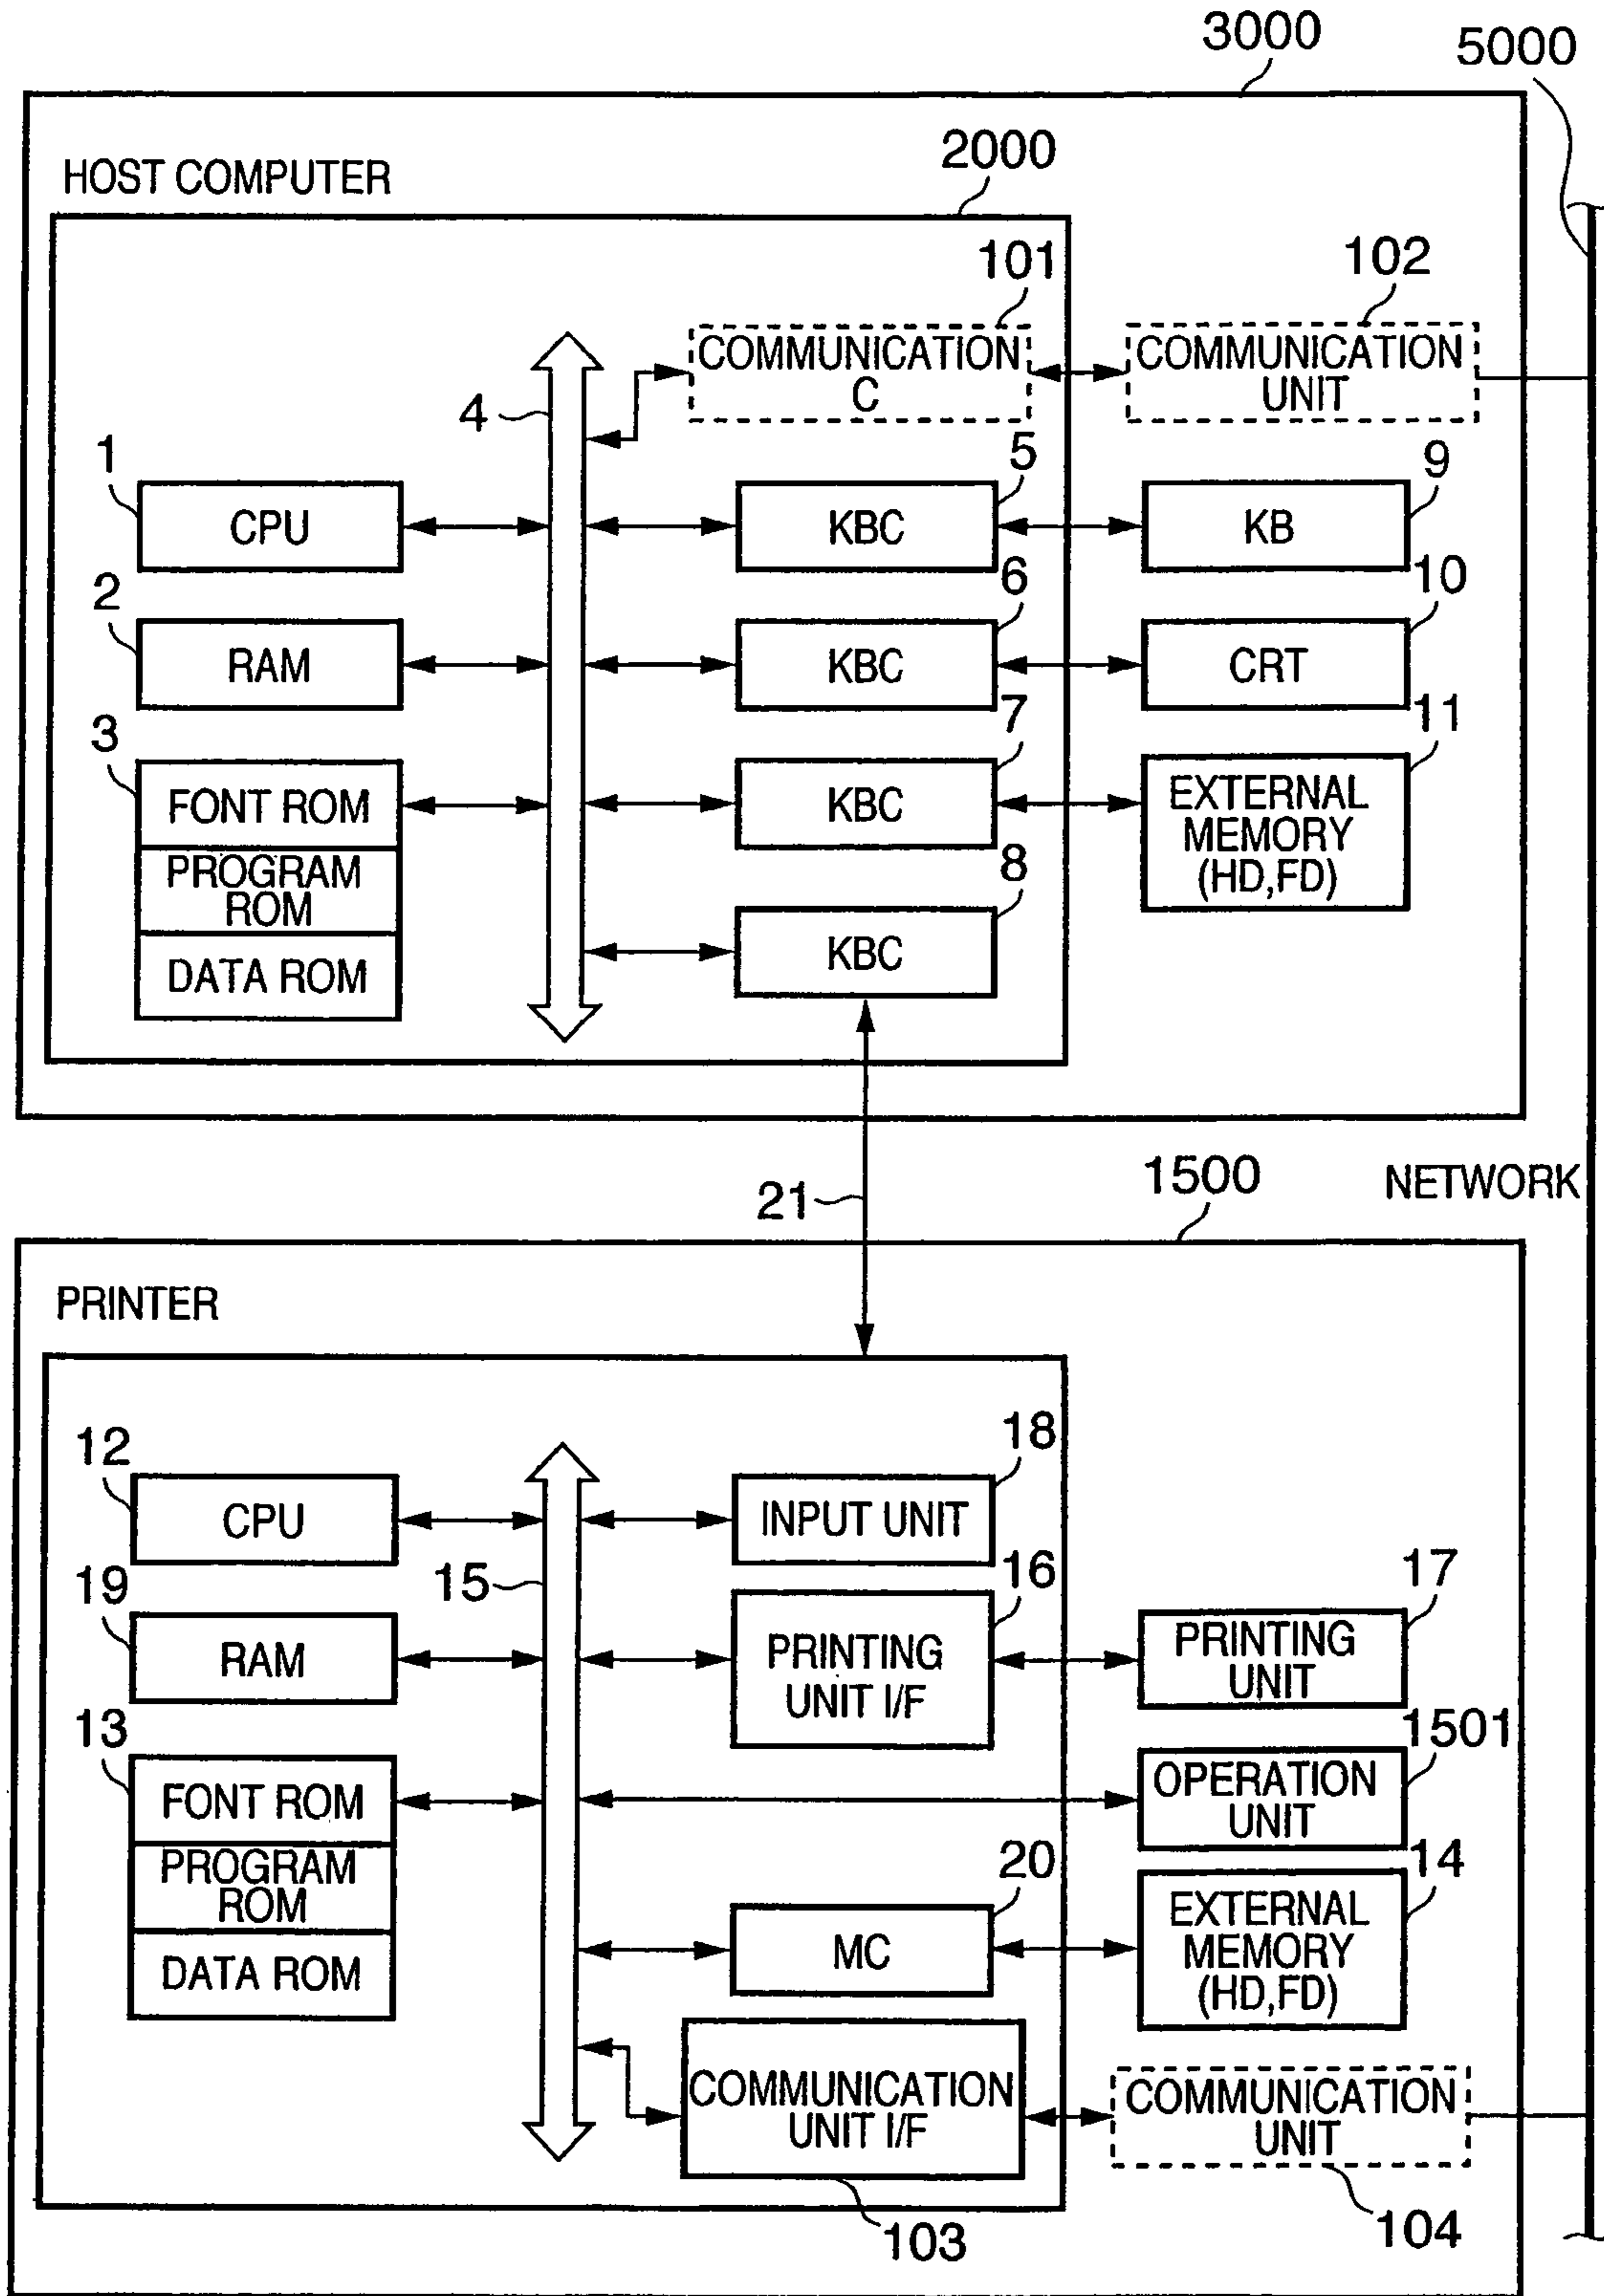 3000
5000
HOST COMPUTER
2000
101
102
COMMUNICATION
C
COMMUNICATION
UNIT
4
1
CPU
5
KBC
9
KB
2
RAM
6
KBC
10
CRT
3
FONT ROM
PROGRAM
ROM
DATA ROM
7
KBC
11
EXTERNAL
MEMORY
(HD,FD)
8
KBC
21
1500
NETWORK
PRINTER
12
CPU
18
INPUT UNIT
19
RAM
15
16
PRINTING
UNIT I/F
17
PRINTING
UNIT
13
FONT ROM
PROGRAM
ROM
DATA ROM
1501
OPERATION
UNIT
20
MC
14
EXTERNAL
MEMORY
(HD,FD)
COMMUNICATION
UNIT I/F
COMMUNICATION
UNIT
103
104